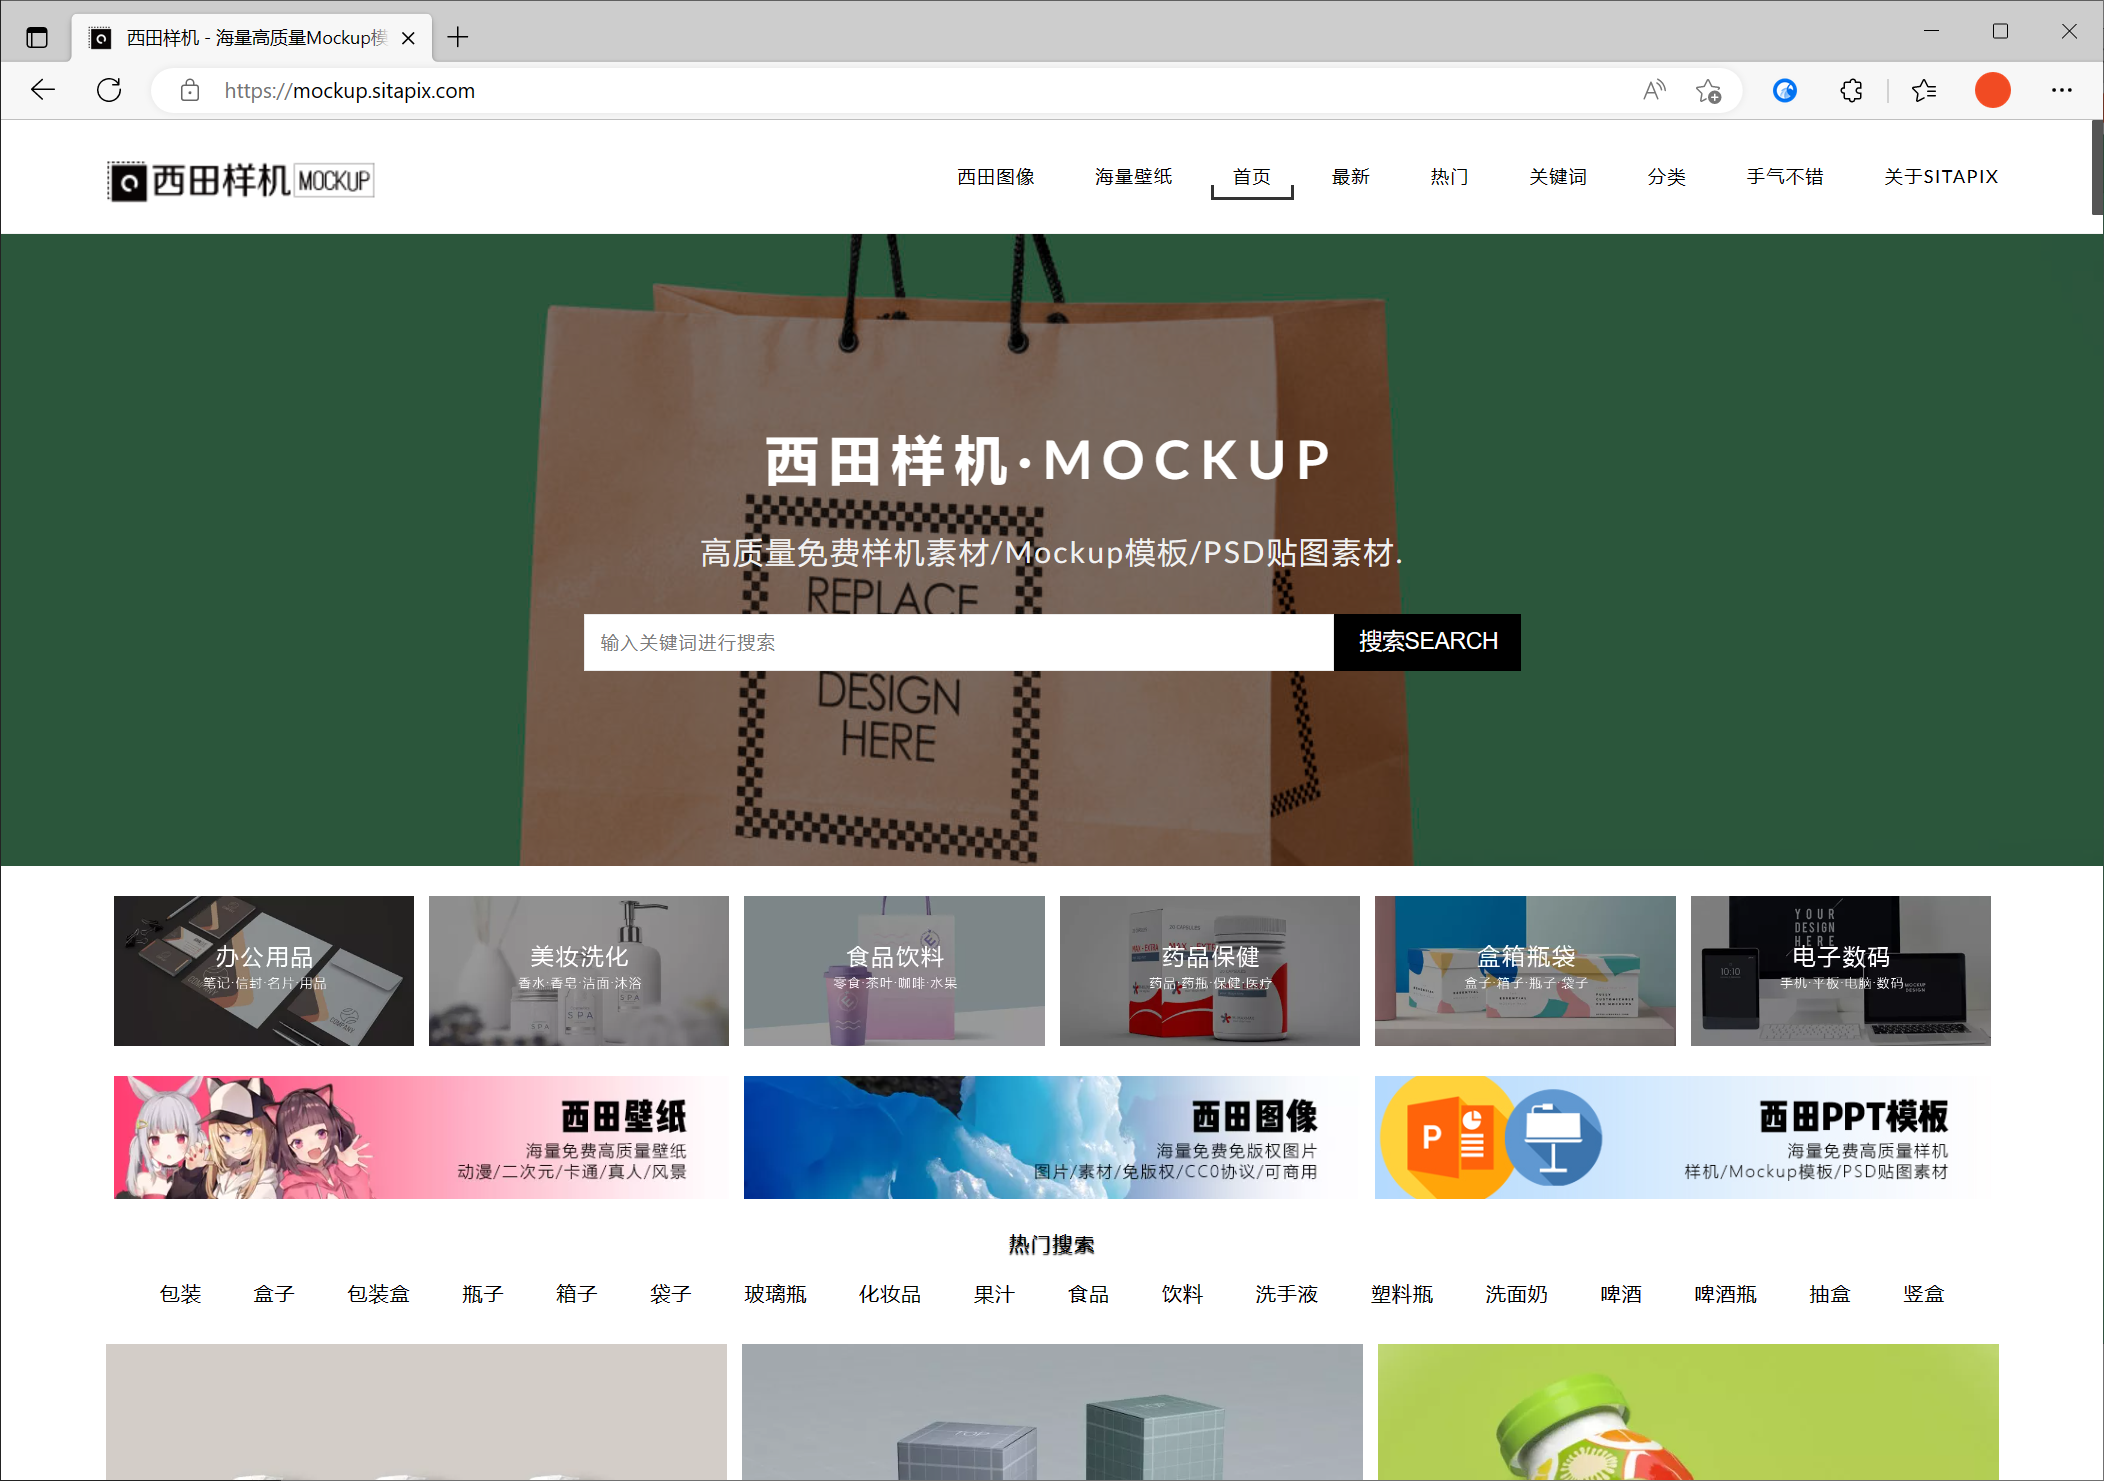 西田样机 - 海量高质量Mockup模
https://mockup.sitapix.com
西田样机 MOCKUP
西田图像 海量壁纸 首页 最新 热门 关键词 分类 手气不错 关于SITAPIX
西田样机·MOCKUP
高质量免费样机素材/Mockup模板/PSD贴图素材.
REPLACE
输入关键词进行搜索 搜索SEARCH
DESIGN
HERE
办公用品
笔记·信封·名片·用品
COMPANY
美妆洗化
香水·香皂·洁面·沐浴
SPA
SPA
SPA
食品饮料
零食·茶叶·咖啡·水果
药品保健
药品·药瓶·保健·医疗
盒箱瓶袋
盒子·箱子·瓶子·袋子
YOUR
DESIGN
HERE
电子数码
手机·平板·电脑·数码
10:10
MOCKUP
DESIGN
西田壁纸
海量免费高质量壁纸
动漫/二次元/卡通/真人/风景
西田图像
海量免费免版权图片
图片/素材/免版权/CC0协议/可商用
P
西田PPT模板
海量免费高质量样机
样机/Mockup模板/PSD贴图素材
热门搜索
包装 盒子 包装盒 瓶子 箱子 袋子 玻璃瓶 化妆品 果汁 食品 饮料 洗手液 塑料瓶 洗面奶 啤酒 啤酒瓶 抽盒 竖盒
TOP
TOP